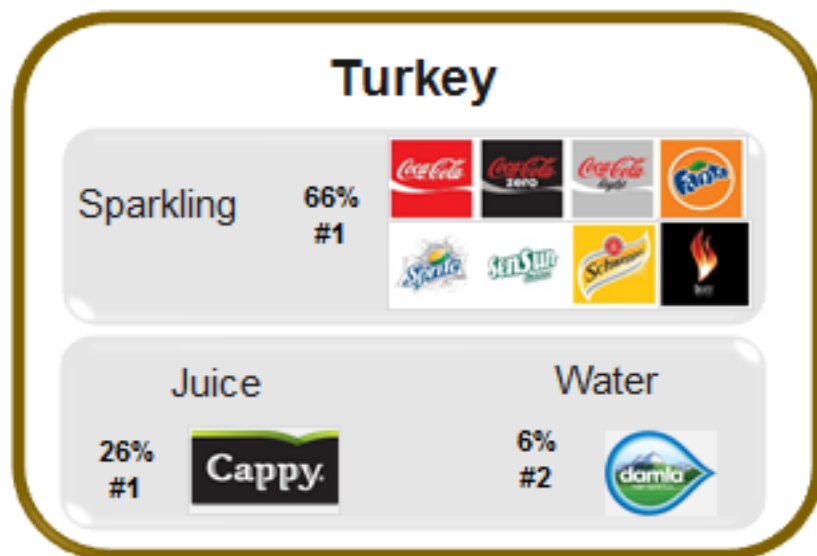 Turkey
Sparkling
66%
#1
Coca-Cola
Coca-Cola
zero
Coca-Cola
light
Fanta
Sprite
SenSun
Schweppes
Juice
26%
#1
Cappy.
Water
6%
#2
damla